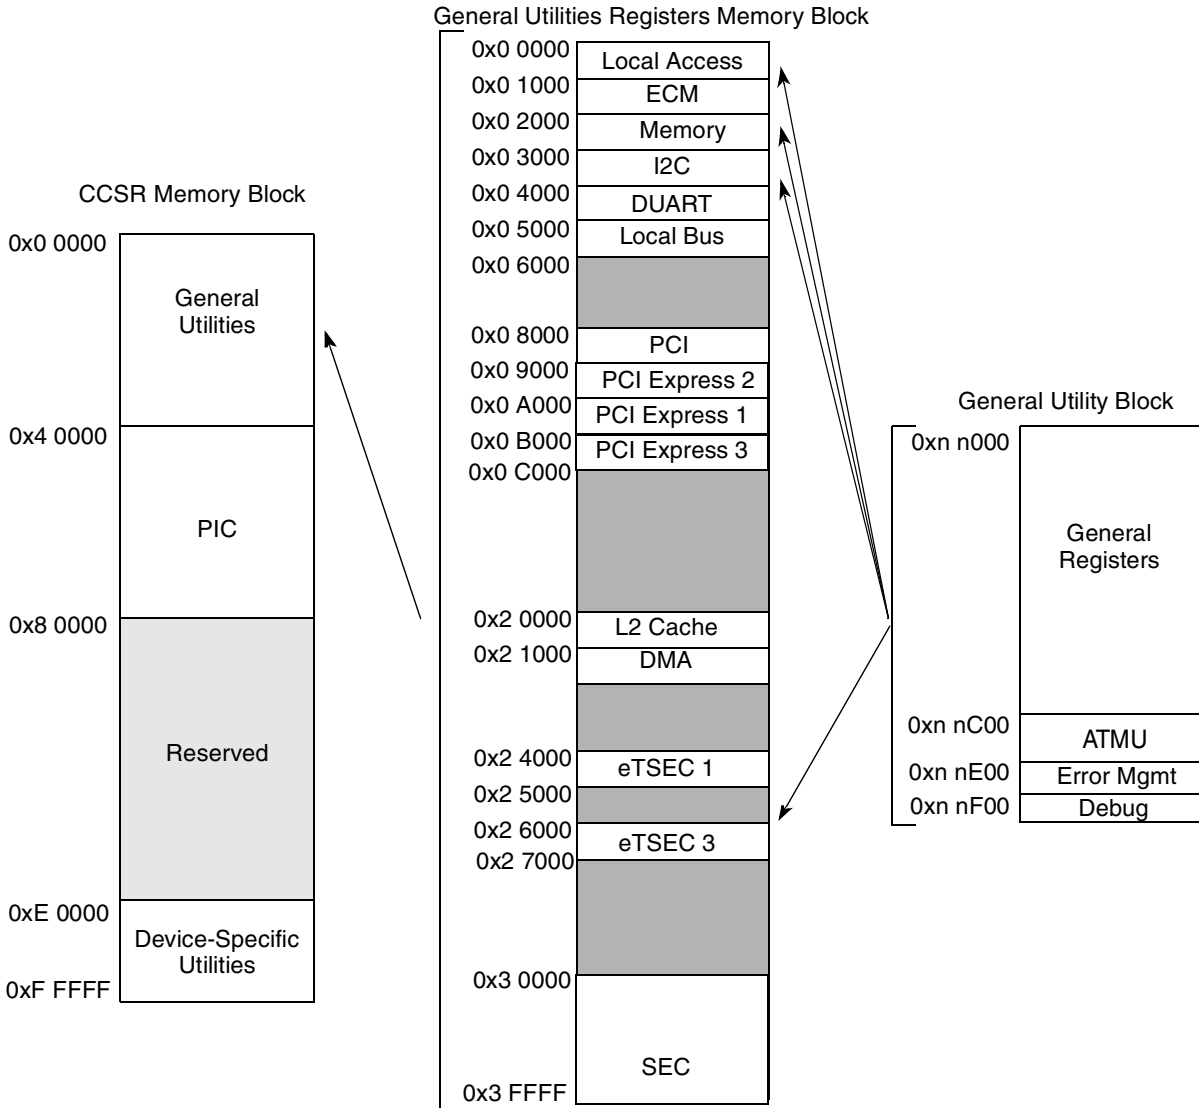 General Utilities Registers Memory Block
0x0 0000
Local Access
0x0 1000
ECM
0x0 2000
Memory
0x0 3000
I2C
0x0 4000
DUART
0x0 5000
Local Bus
0x0 6000
0x0 8000
PCI
0x0 9000
PCI Express 2
0x0 A000
PCI Express 1
0x0 B000
PCI Express 3
0x0 C000
0x2 0000
L2 Cache
0x2 1000
DMA
0x2 4000
eTSEC 1
0x2 5000
0x2 6000
eTSEC 3
0x2 7000
0x3 0000
SEC
0x3 FFFF
CCSR Memory Block
0x0 0000
General
Utilities
0x4 0000
PIC
0x8 0000
Reserved
0xE 0000
Device-Specific
Utilities
0xF FFFF
General Utility Block
0xn n000
General
Registers
0xn nC00
ATMU
0xn nE00
Error Mgmt
0xn nF00
Debug